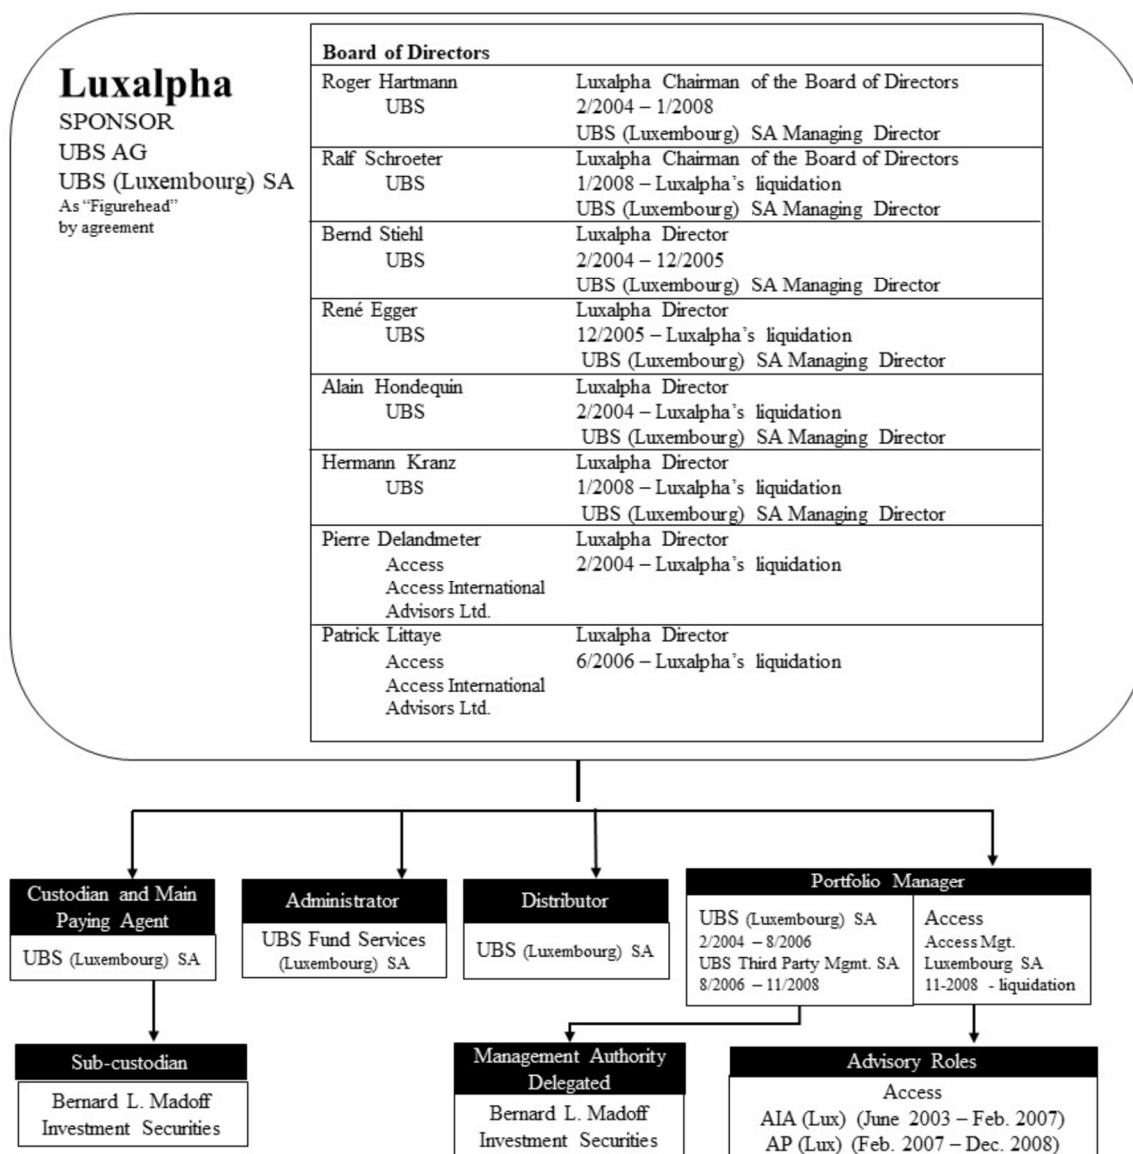 Luxalpha
SPONSOR
UBS AG
UBS (Luxembourg) SA
As “Figurehead”
by agreement
Board of Directors
Roger Hartmann Luxalpha Chairman of the Board of Directors
UBS 2/2004 – 1/2008
UBS (Luxembourg) SA Managing Director
Ralf Schroeter Luxalpha Chairman of the Board of Directors
UBS 1/2008 – Luxalpha’s liquidation
UBS (Luxembourg) SA Managing Director
Bernd Stiehl Luxalpha Director
UBS 2/2004 – 12/2005
UBS (Luxembourg) SA Managing Director
René Egger Luxalpha Director
UBS 12/2005 – Luxalpha’s liquidation
UBS (Luxembourg) SA Managing Director
Alain Hondequin Luxalpha Director
UBS 2/2004 – Luxalpha’s liquidation
UBS (Luxembourg) SA Managing Director
Hermann Kranz Luxalpha Director
UBS 1/2008 – Luxalpha’s liquidation
UBS (Luxembourg) SA Managing Director
Pierre Delandmeter Luxalpha Director
Access 2/2004 – Luxalpha’s liquidation
Access International
Advisors Ltd.
Patrick Littaye Luxalpha Director
Access 6/2006 – Luxalpha’s liquidation
Access International
Advisors Ltd.
Custodian and Main
Paying Agent
UBS (Luxembourg) SA
Administrator
UBS Fund Services
(Luxembourg) SA
Distributor
UBS (Luxembourg) SA
Portfolio Manager
UBS (Luxembourg) SA
2/2004 – 8/2006
UBS Third Party Mgmt. SA
8/2006 – 11/2008
Access
Access Mgt.
Luxembourg SA
11-2008 - liquidation
Sub-custodian
Bernard L. Madoff
Investment Securities
Management Authority
Delegated
Bernard L. Madoff
Investment Securities
Advisory Roles
Access
AIA (Lux) (June 2003 – Feb. 2007)
AP (Lux) (Feb. 2007 – Dec. 2008)